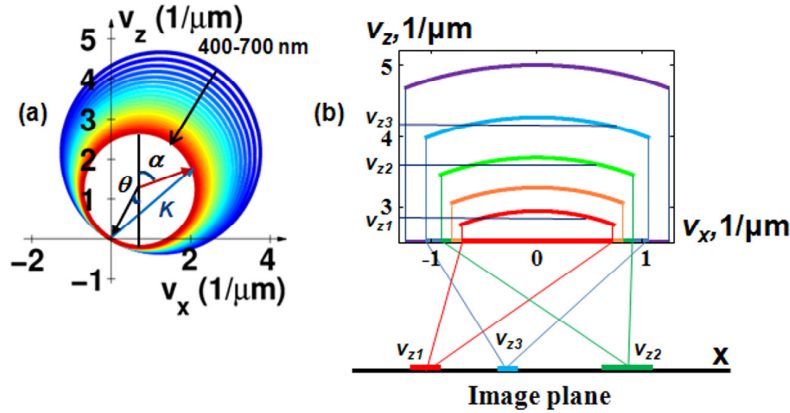 (a)
v_z (1/μm)
400-700 nm
5
4
3
2
1
−1
α
θ
K
−2
0
2
4
v_x (1/μm)
(b)
v_z, 1/μm
5
4
3
v_z3
v_z2
v_z1
v_x, 1/μm
-1
0
1
v_z1
v_z3
v_z2
x
Image plane